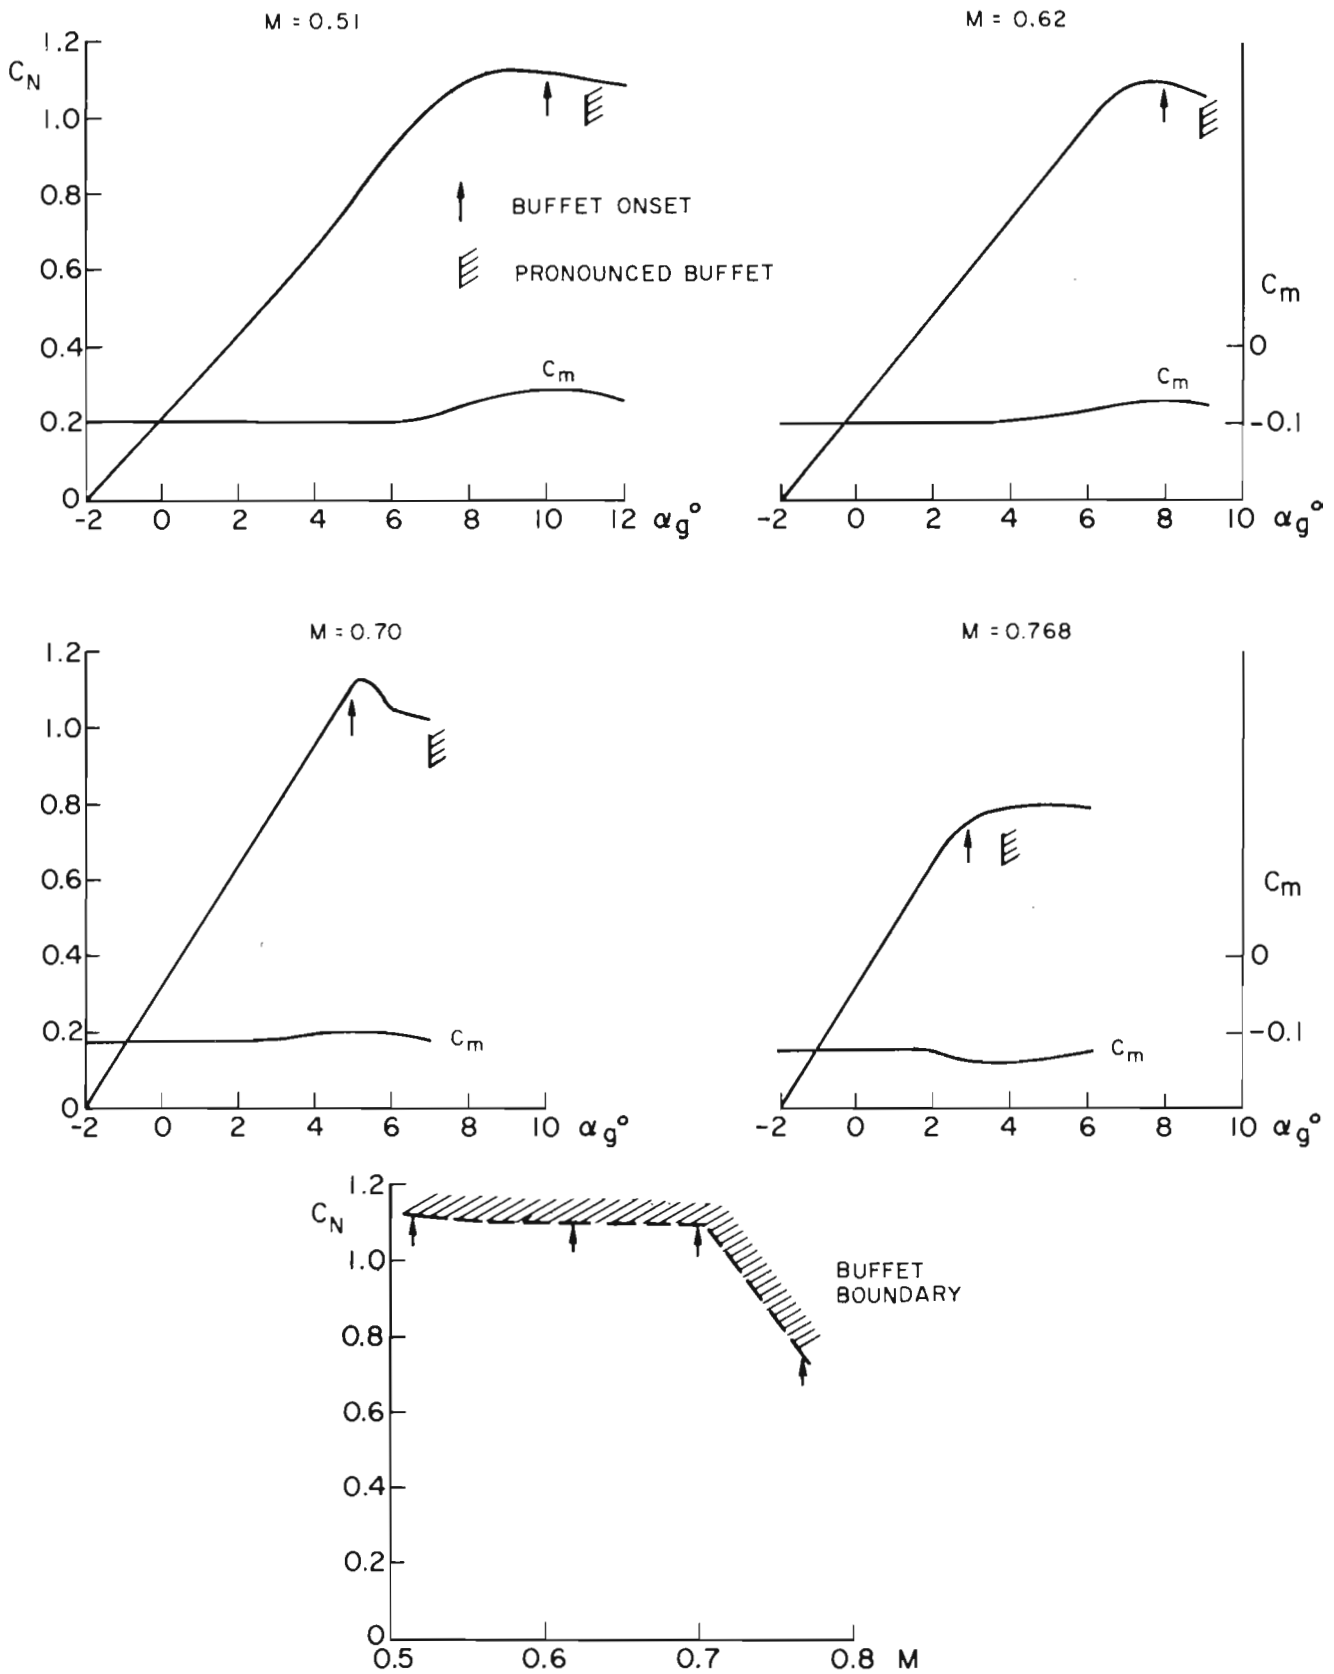 M = 0.51
M = 0.62
C_N
1.2
1.0
0.8
0.6
0.4
0.2
0
BUFFET ONSET
PRONOUNCED BUFFET
C_m
-2 0 2 4 6 8 10 12 α_g°
C_m
0
-0.1
C_m
-2 0 2 4 6 8 10 α_g°
M = 0.70
M = 0.768
1.2
1.0
0.8
0.6
0.4
0.2
0
C_m
-2 0 2 4 6 8 10 α_g°
C_m
0
-0.1
C_m
-2 0 2 4 6 8 10 α_g°
C_N
1.2
1.0
0.8
0.6
0.4
0.2
0
BUFFET
BOUNDARY
0.5 0.6 0.7 0.8 M